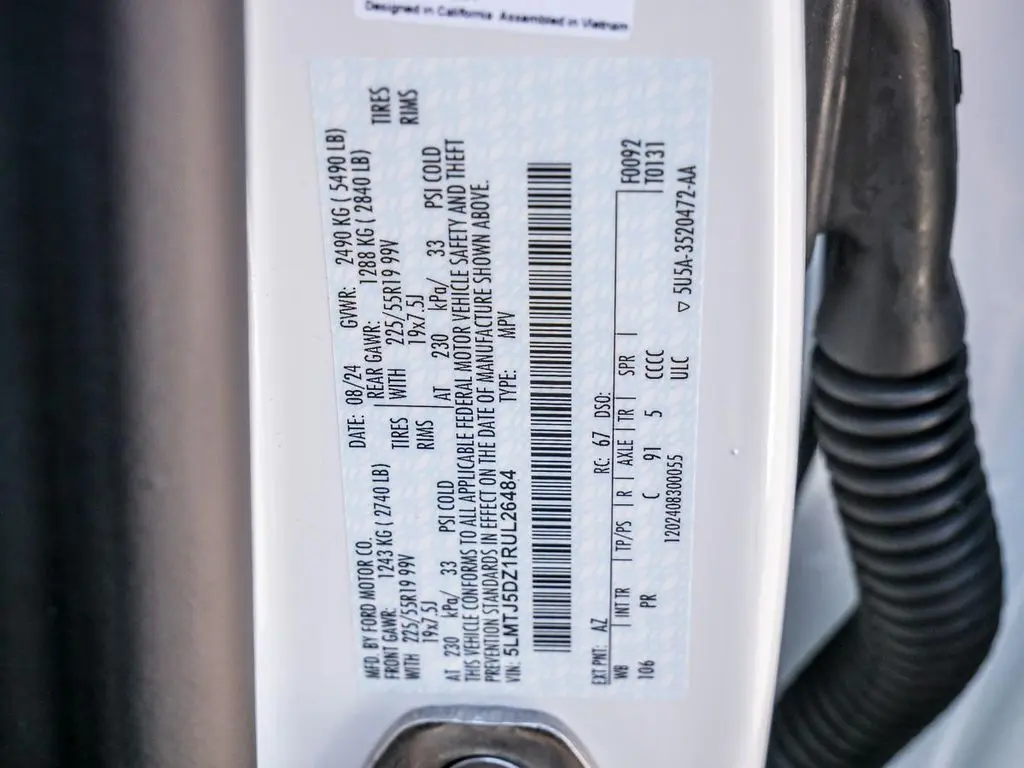 Designed in California Assembled in Vietnam
MFD. BY FORD MOTOR CO. DATE: 08/24 GVWR: 2490 KG ( 5490 LB)
FRONT GAWR: 1243 KG ( 2740 LB) REAR GAWR: 1288 KG ( 2840 LB)
WITH 225/55R19 99V TIRES WITH 225/55R19 99V TIRES
19x7.5J RIMS 19x7.5J RIMS
AT 230 kPa/ 33 PSI COLD AT 230 kPa/ 33 PSI COLD
THIS VEHICLE CONFORMS TO ALL APPLICABLE FEDERAL MOTOR VEHICLE SAFETY AND THEFT
PREVENTION STANDARDS IN EFFECT ON THE DATE OF MANUFACTURE SHOWN ABOVE.
VIN: 5LMTJ5DZ1RUL26484 TYPE: MPV
EXT PNT: AZ RC: 67 DSO: F0092
WB INT TR TP/PS R AXLE TR SPR T0131
106 PR C 91 5 CCCC
1202408300055 ULC ▽ 5U5A-3520472-AA